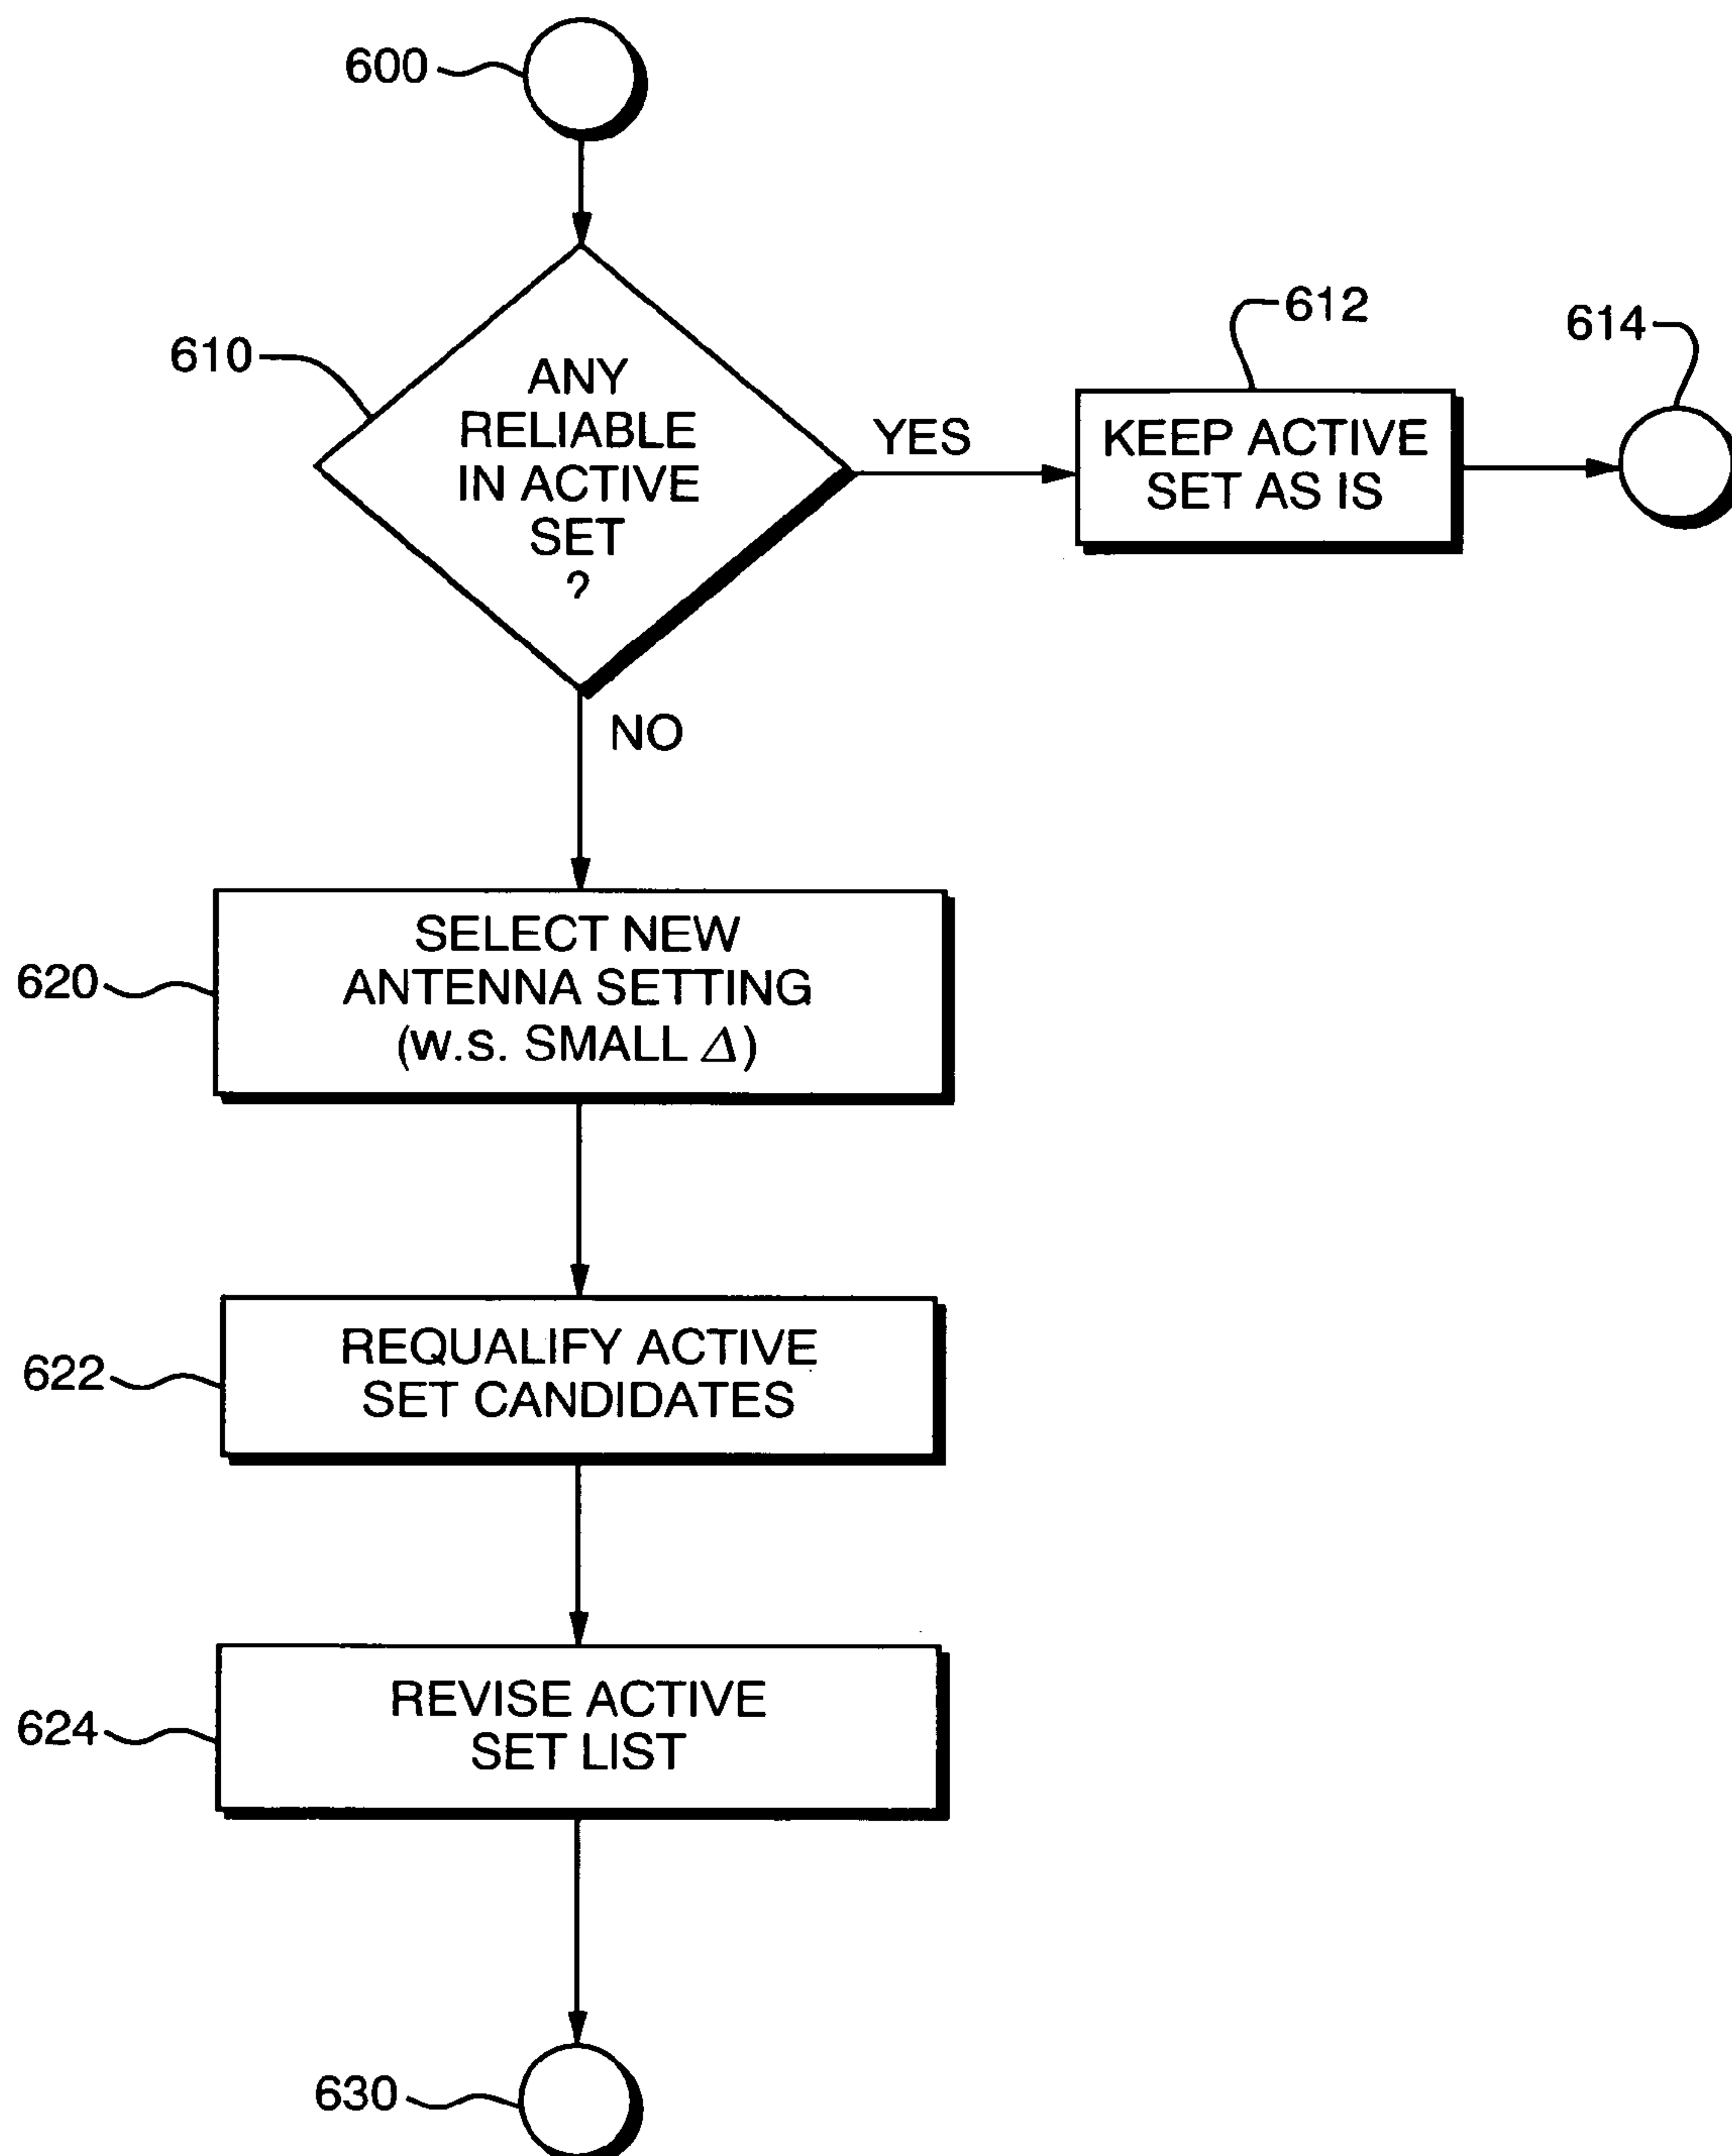 600
610
ANY
RELIABLE
IN ACTIVE
SET
?
YES
612
KEEP ACTIVE
SET AS IS
614
NO
620
SELECT NEW
ANTENNA SETTING
(w.s. SMALL Δ)
622
REQUALIFY ACTIVE
SET CANDIDATES
624
REVISE ACTIVE
SET LIST
630